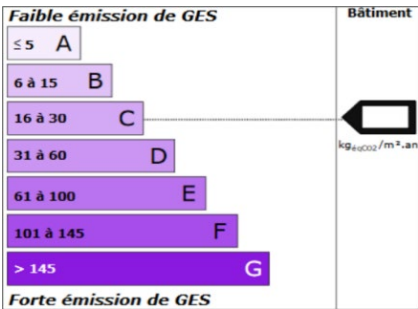 Faible émission de GES
Bâtiment
≤ 5 A
6 à 15 B
16 à 30 C
31 à 60 D
61 à 100 E
101 à 145 F
> 145 G
kgéqCO2/m².an
Forte émission de GES